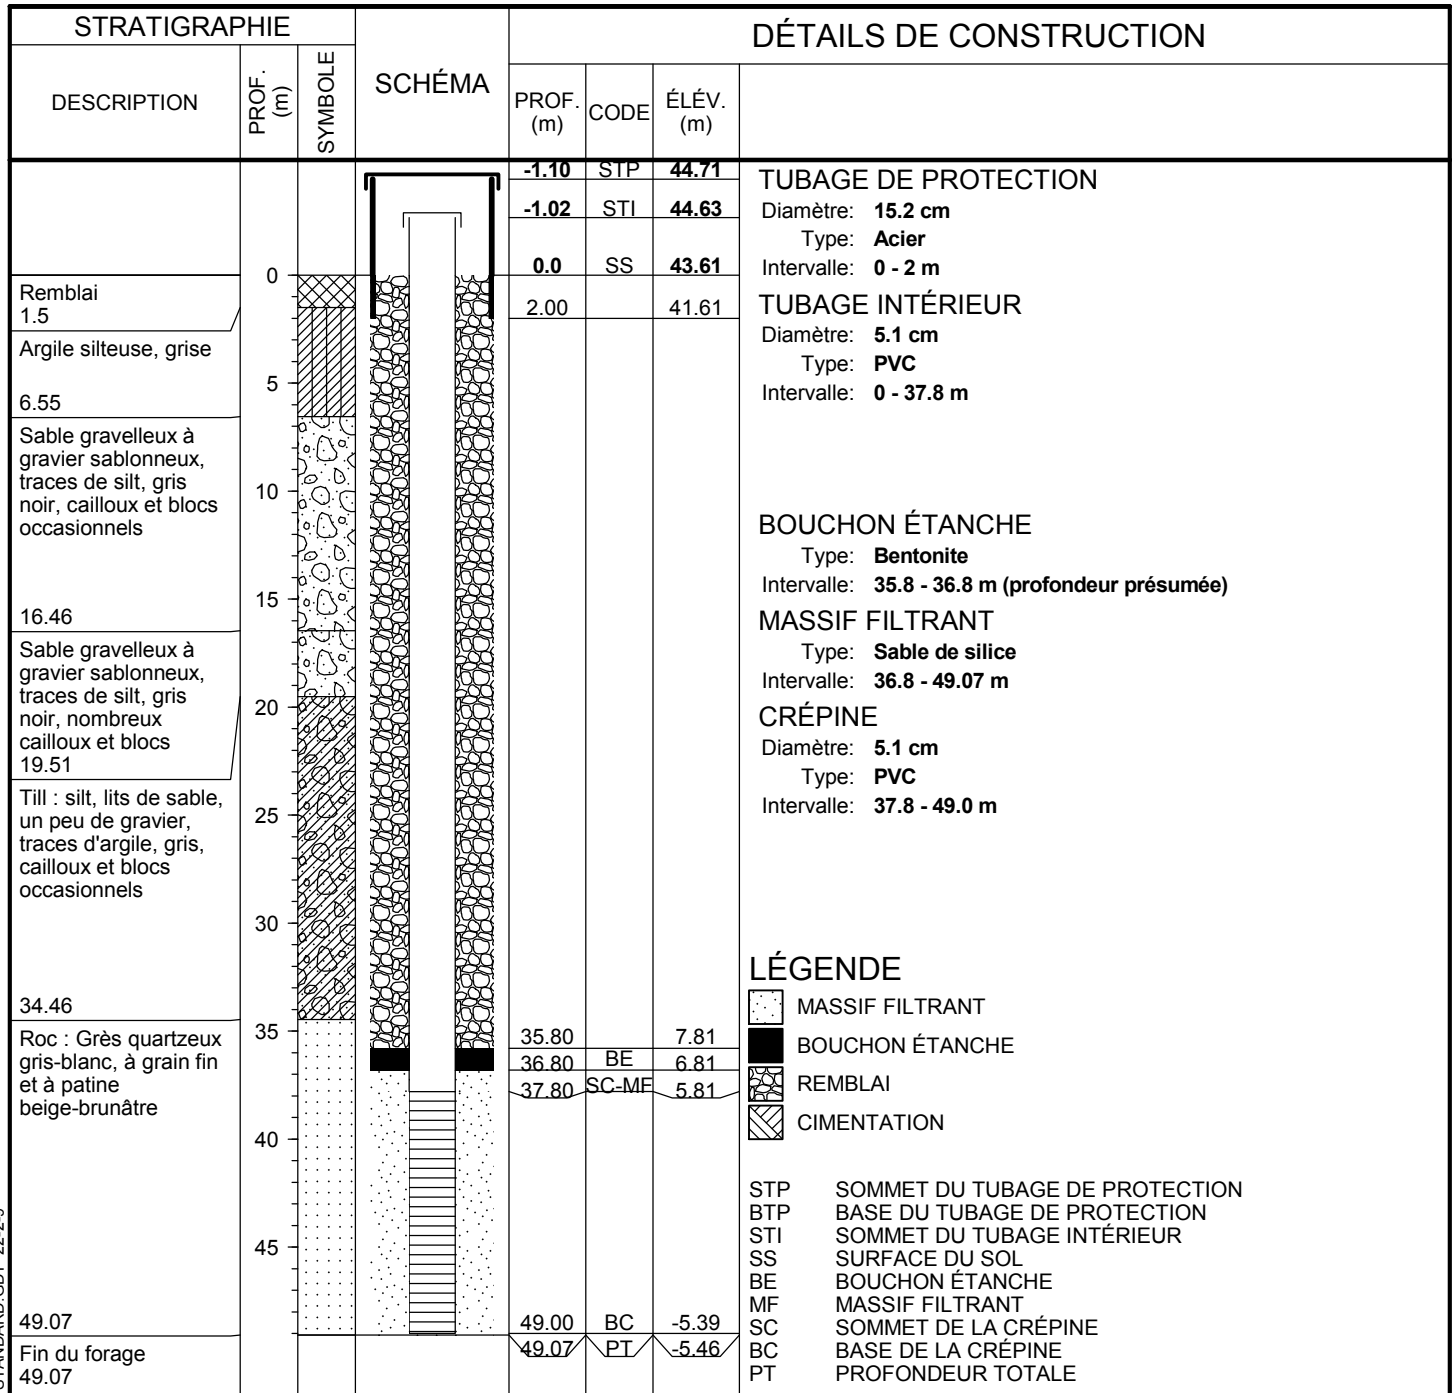 STRATIGRAPHIE
DESCRIPTION
PROF. (m)
SYMBOLE
SCHÉMA
DÉTAILS DE CONSTRUCTION
PROF. (m)
CODE
ÉLÉV. (m)
-1.10 STP 44.71
-1.02 STI 44.63
0.0 SS 43.61
2.00 41.61
35.80 7.81
36.80 BE 6.81
37.80 SC-MF 5.81
49.00 BC -5.39
49.07 PT -5.46
Remblai
1.5
Argile silteuse, grise
6.55
Sable gravelleux à
gravier sablonneux,
traces de silt, gris
noir, cailloux et blocs
occasionnels
16.46
Sable gravelleux à
gravier sablonneux,
traces de silt, gris
noir, nombreux
cailloux et blocs
19.51
Till : silt, lits de sable,
un peu de gravier,
traces d'argile, gris,
cailloux et blocs
occasionnels
34.46
Roc : Grès quartzeux
gris-blanc, à grain fin
et à patine
beige-brunâtre
49.07
Fin du forage
49.07
0
5
10
15
20
25
30
35
40
45
TUBAGE DE PROTECTION
Diamètre: 15.2 cm
Type: Acier
Intervalle: 0 - 2 m
TUBAGE INTÉRIEUR
Diamètre: 5.1 cm
Type: PVC
Intervalle: 0 - 37.8 m
BOUCHON ÉTANCHE
Type: Bentonite
Intervalle: 35.8 - 36.8 m (profondeur présumée)
MASSIF FILTRANT
Type: Sable de silice
Intervalle: 36.8 - 49.07 m
CRÉPINE
Diamètre: 5.1 cm
Type: PVC
Intervalle: 37.8 - 49.0 m
LÉGENDE
MASSIF FILTRANT
BOUCHON ÉTANCHE
REMBLAI
CIMENTATION
STP SOMMET DU TUBAGE DE PROTECTION
BTP BASE DU TUBAGE DE PROTECTION
STI SOMMET DU TUBAGE INTÉRIEUR
SS SURFACE DU SOL
BE BOUCHON ÉTANCHE
MF MASSIF FILTRANT
SC SOMMET DE LA CRÉPINE
BC BASE DE LA CRÉPINE
PT PROFONDEUR TOTALE